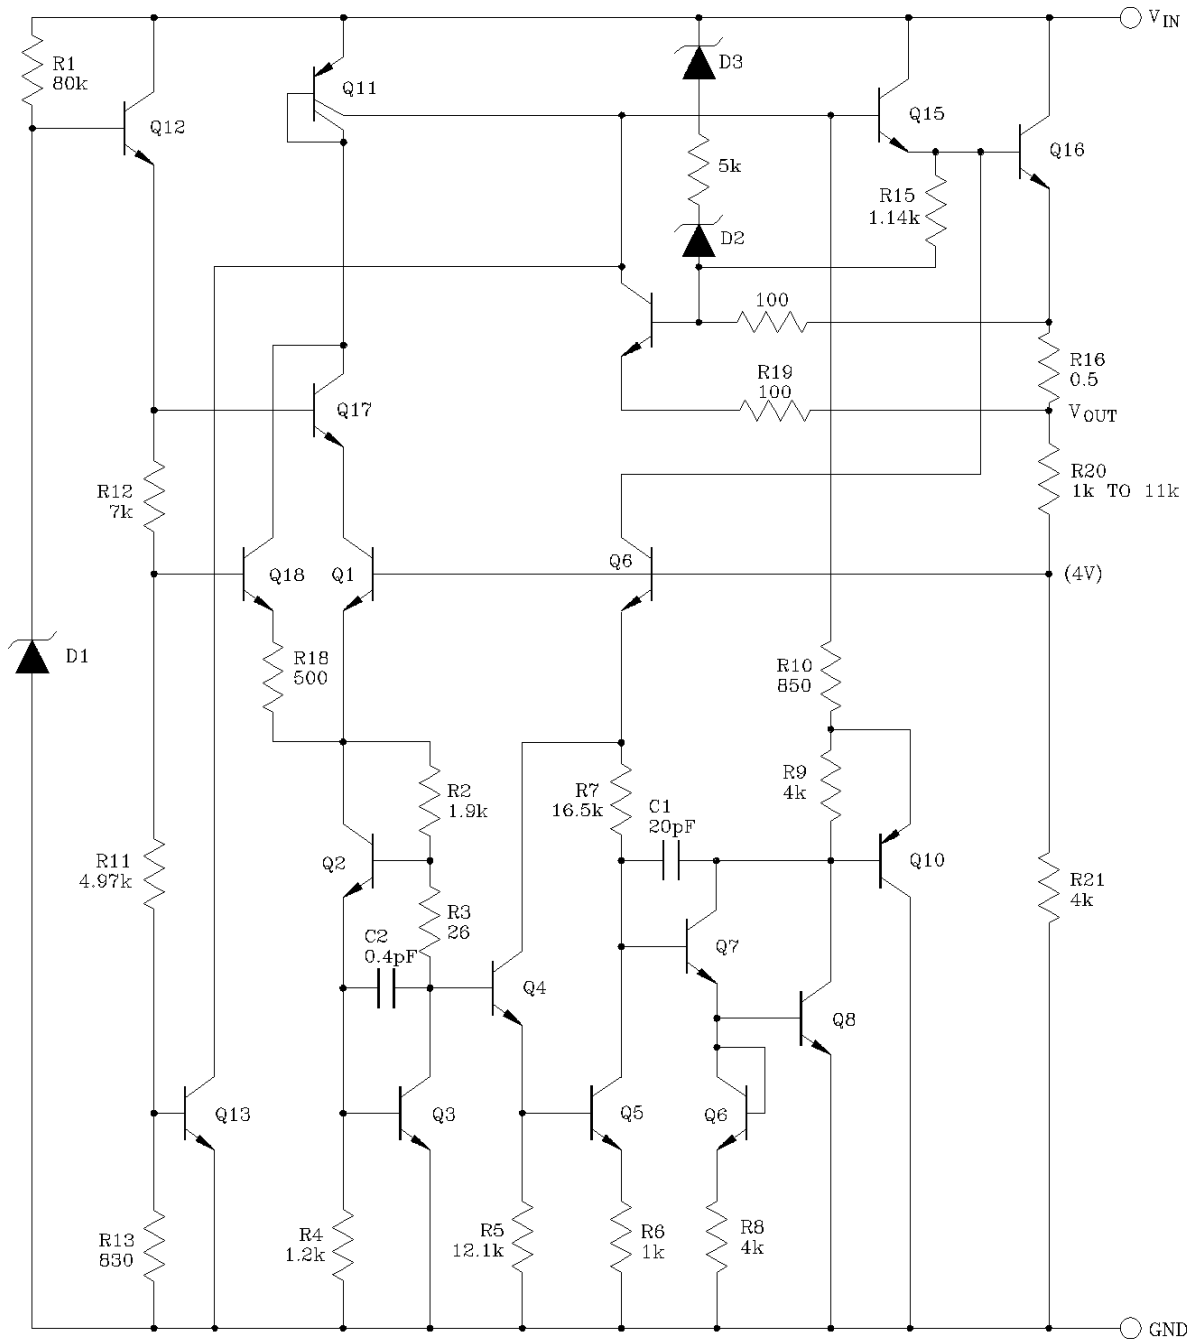 V_IN
R1
80k
Q12
Q11
D3
5k
D2
Q15
Q16
R15
1.14k
100
R16
0.5
R19
100
V_OUT
Q17
R12
7k
R20
1k TO 11k
Q18
Q1
Q6
(4V)
D1
R18
500
R10
850
R2
1.9k
R7
16.5k
C1
20pF
R9
4k
Q2
Q10
R11
4.97k
R21
4k
R3
26
C2
0.4pF
Q7
Q4
Q8
Q13
Q3
Q5
Q6
R13
830
R4
1.2k
R5
12.1k
R6
1k
R8
4k
GND